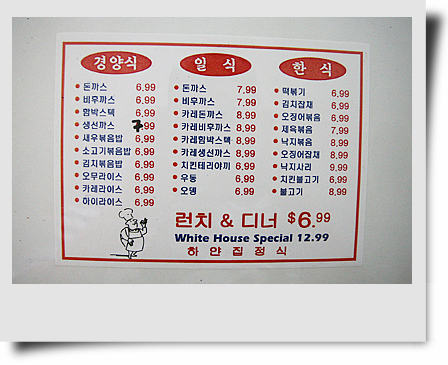 경양식
돈까스 6,99
비후까스 6,99
함박스텍 6,99
생선까스 7,99
새우볶음밥 6,99
소고기볶음밥 6,99
김치볶음밥 6,99
오무라이스 6,99
카레라이스 6,99
하이라이스 6,99
일 식
돈까스 7,99
비후까스 7,99
카레돈까스 8,99
카레비후까스 8,99
카레함박스텍 8,99
카레생선까스 8,99
치킨테리야끼 6,99
우동 6,99
오뎅 6,99
한 식
떡볶기 6,99
김치잡채 6,99
오징어볶음 6,99
제육볶음 7,99
낙지볶음 8,99
오징어잡채 8,99
낙지사리 9,99
치킨불고기 6,99
불고기 8,99
런치 & 디너 $6.99
White House Special 12.99
하얀집정식